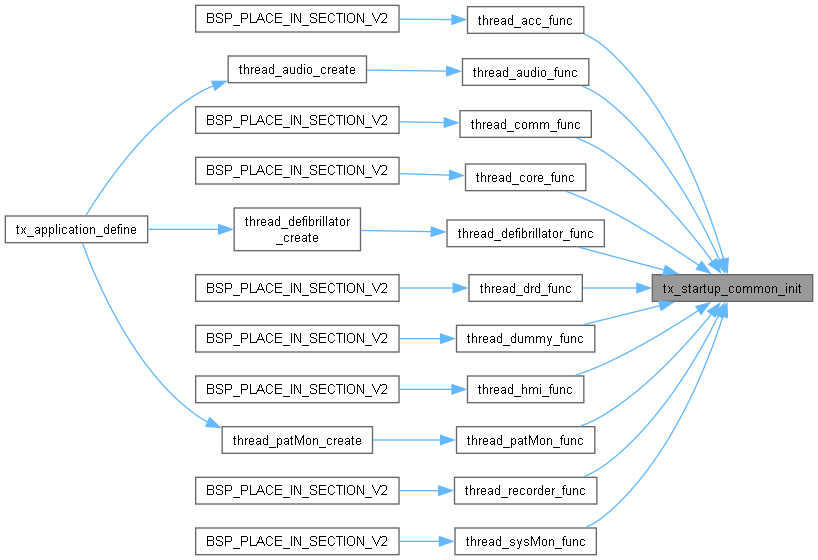 BSP_PLACE_IN_SECTION_V2
thread_acc_func
thread_audio_create
thread_audio_func
BSP_PLACE_IN_SECTION_V2
thread_comm_func
BSP_PLACE_IN_SECTION_V2
thread_core_func
tx_application_define
thread_defibrillator
_create
thread_defibrillator_func
BSP_PLACE_IN_SECTION_V2
thread_drd_func
tx_startup_common_init
BSP_PLACE_IN_SECTION_V2
thread_dummy_func
BSP_PLACE_IN_SECTION_V2
thread_hmi_func
thread_patMon_create
thread_patMon_func
BSP_PLACE_IN_SECTION_V2
thread_recorder_func
BSP_PLACE_IN_SECTION_V2
thread_sysMon_func